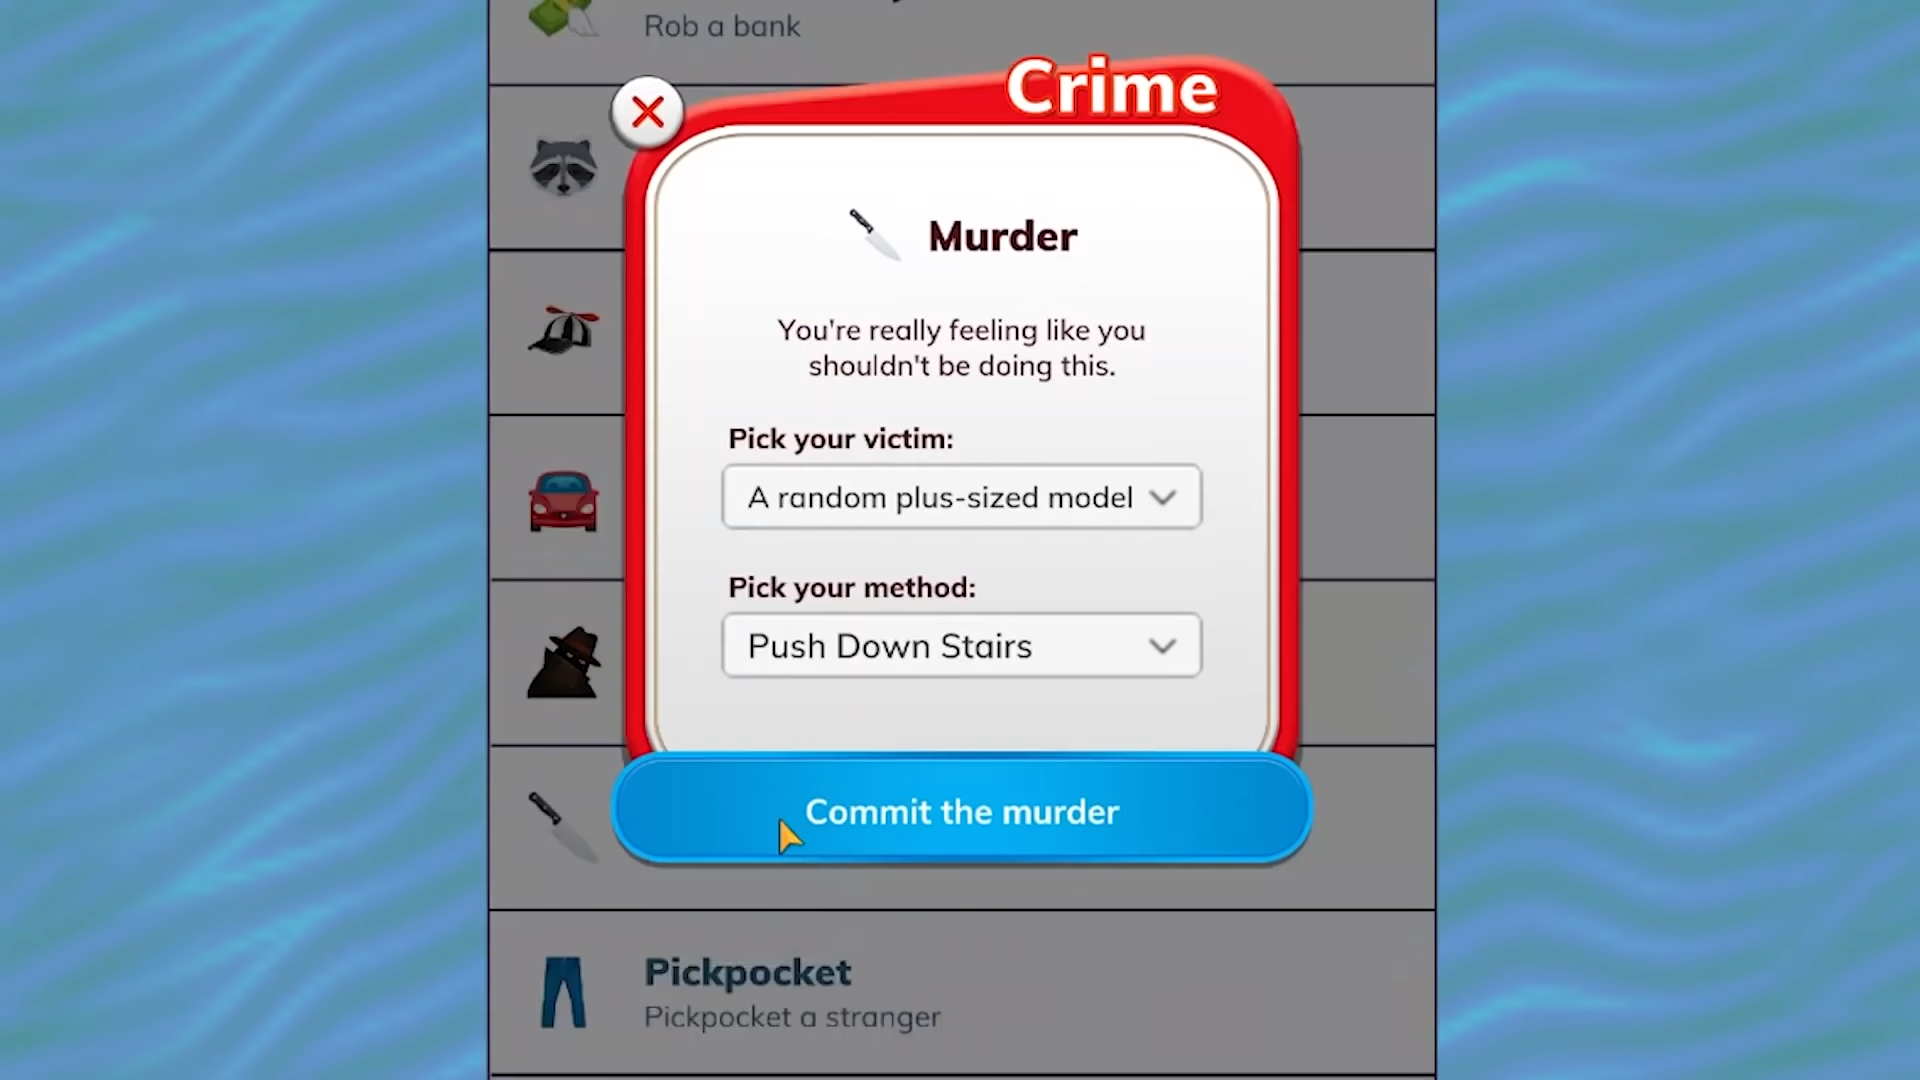 Rob a bank
Crime
Murder
You're really feeling like you
shouldn't be doing this.
Pick your victim:
A random plus-sized model
Pick your method:
Push Down Stairs
Commit the murder
Pickpocket
Pickpocket a stranger